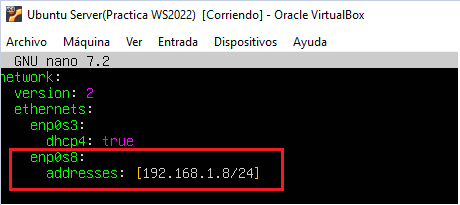 Ubuntu Server(Practica WS2022) [Corriendo] - Oracle VirtualBox
Archivo Máquina Ver Entrada Dispositivos Ayuda
GNU nano 7.2
network:
version: 2
ethernets:
enp0s3:
dhcp4: true
enp0s8:
addresses: [192.168.1.8/24]